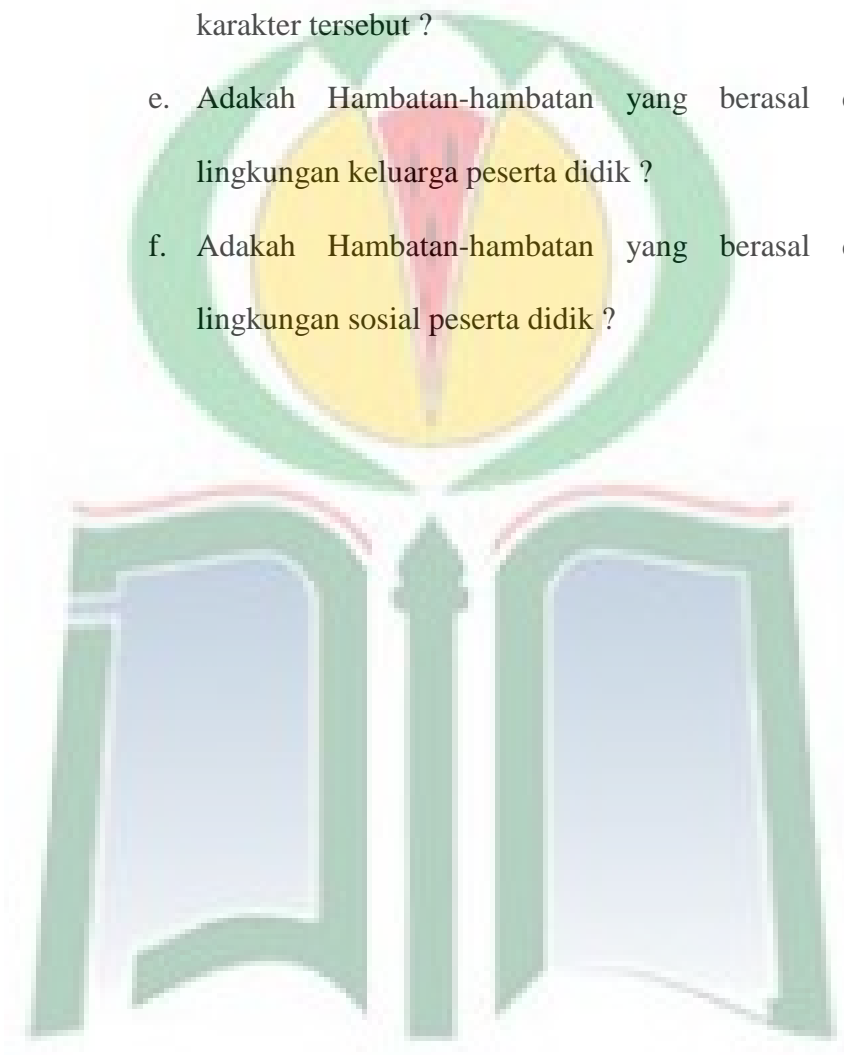 karakter tersebut ?
e. Adakah Hambatan-hambatan yang berasal
lingkungan keluarga peserta didik ?
f. Adakah Hambatan-hambatan yang berasal
lingkungan sosial peserta didik ?